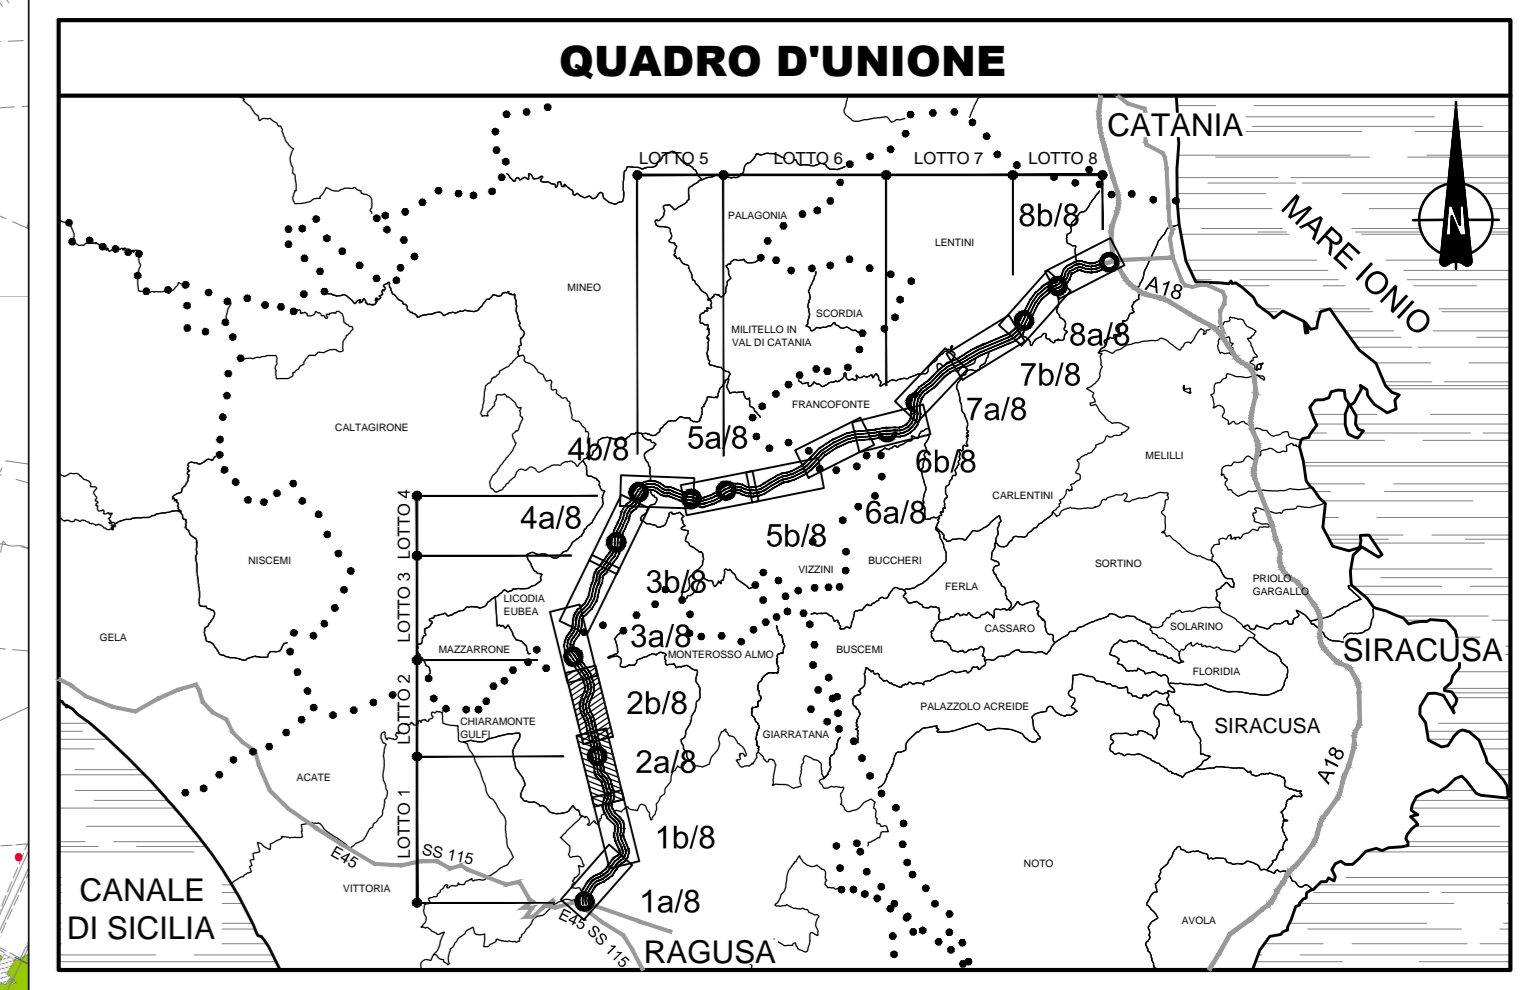 QUADRO D'UNIONE
CATANIA
LOTTO 5
LOTTO 6
LOTTO 7
LOTTO 8
8b/8
PALAGONIA
LENTINI
N
MARE IONIO
MINEO
A18
SCORDIA
MILITELLO IN
VAL DI CATANIA
8a/8
7b/8
FRANCOFONTE
7a/8
CALTAGIRONE
4b/8
5a/8
6b/8
MELILLI
CARLENTINI
4a/8
6a/8
5b/8
LOTTO 4
NISCEMI
VIZZINI
BUCCHERI
SORTINO
3b/8
FERLA
PRIOLO
GARGALLO
LICODIA
EUBEA
LOTTO 3
GELA
3a/8
CASSARO
SOLARINO
MAZZARRONE
MONTEROSSO ALMO
BUSCEMI
SIRACUSA
FLORIDIA
LOTTO 2
2b/8
PALAZZOLO ACREIDE
CHIARAMONTE
GULFI
GIARRATANA
SIRACUSA
2a/8
A18
ACATE
LOTTO 1
1b/8
E45
SS 115
NOTO
CANALE
DI SICILIA
VITTORIA
1a/8
AVOLA
E45 SS 115
RAGUSA